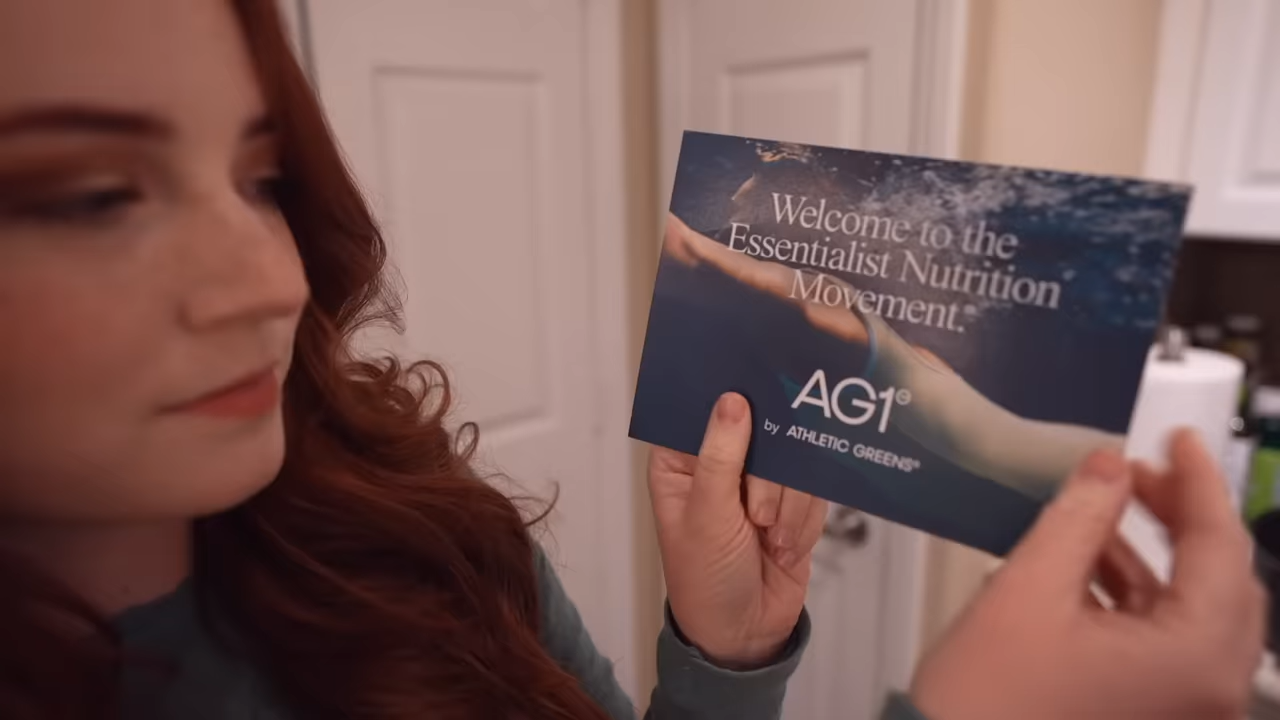 Welcome to the
Essentialist Nutrition
Movement.®
AG1®
by ATHLETIC GREENS®